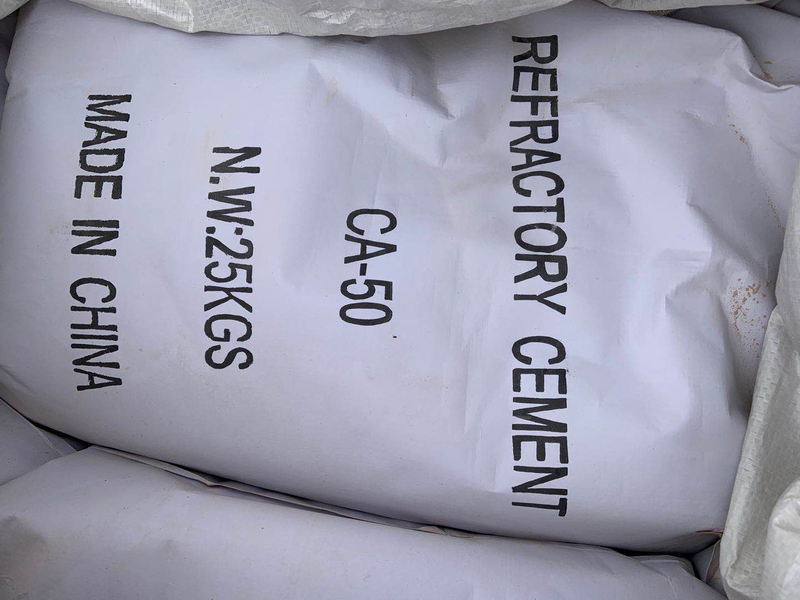 REFRACTORY CEMENT
CA-50
N.W:25KGS
MADE IN CHINA